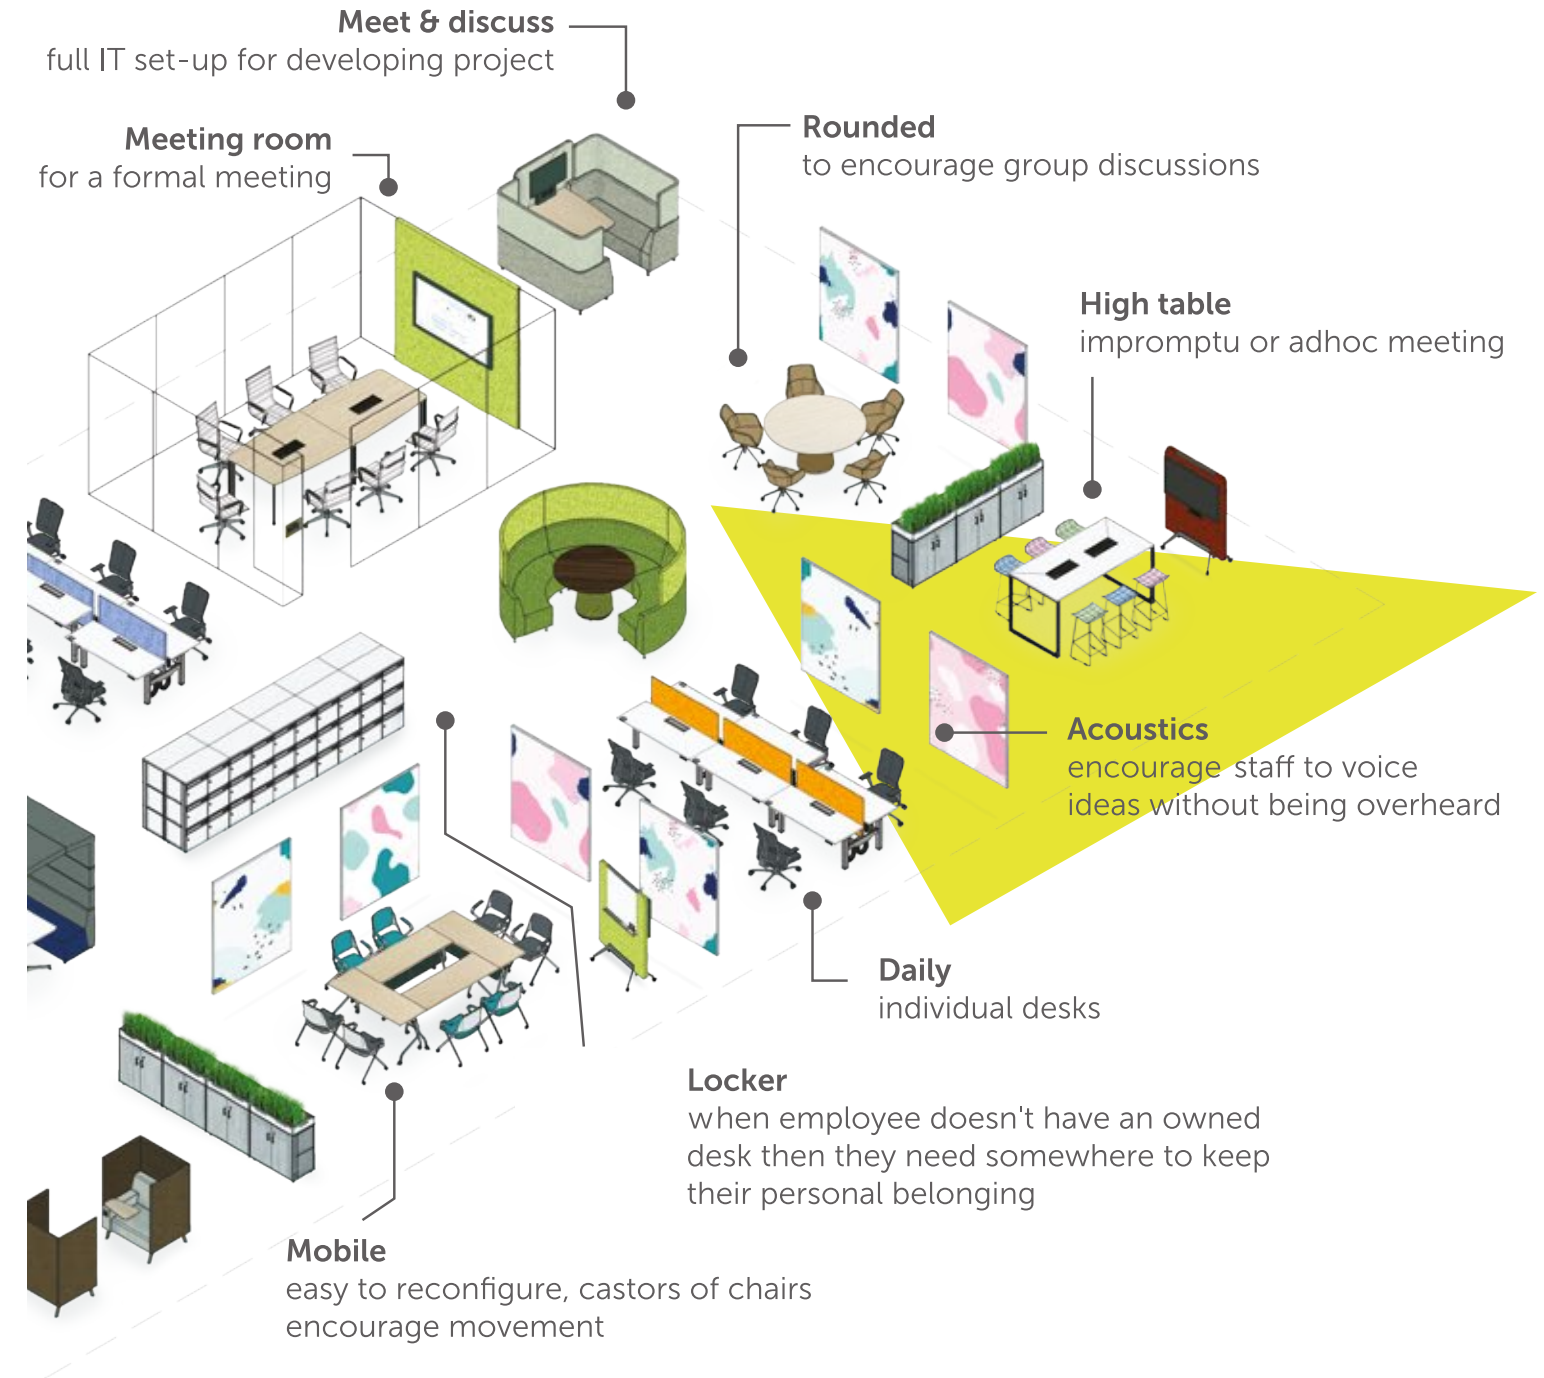 Meet & discuss
full IT set-up for developing project
Meeting room
for a formal meeting
Rounded
to encourage group discussions
High table
impromptu or adhoc meeting
Acoustics
encourage staff to voice
ideas without being overheard
Daily
individual desks
Locker
when employee doesn't have an owned
desk then they need somewhere to keep
their personal belonging
Mobile
easy to reconfigure, castors of chairs
encourage movement